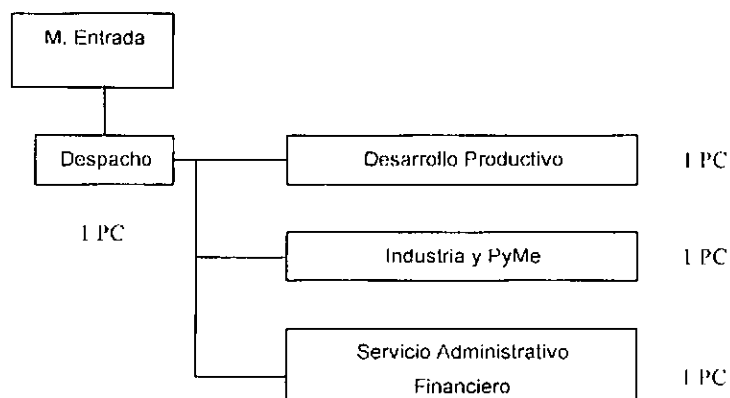 M. Entrada
Despacho
1 PC
Desarrollo Productivo
1 PC
Industria y PyMe
1 PC
Servicio Administrativo
Financiero
1 PC